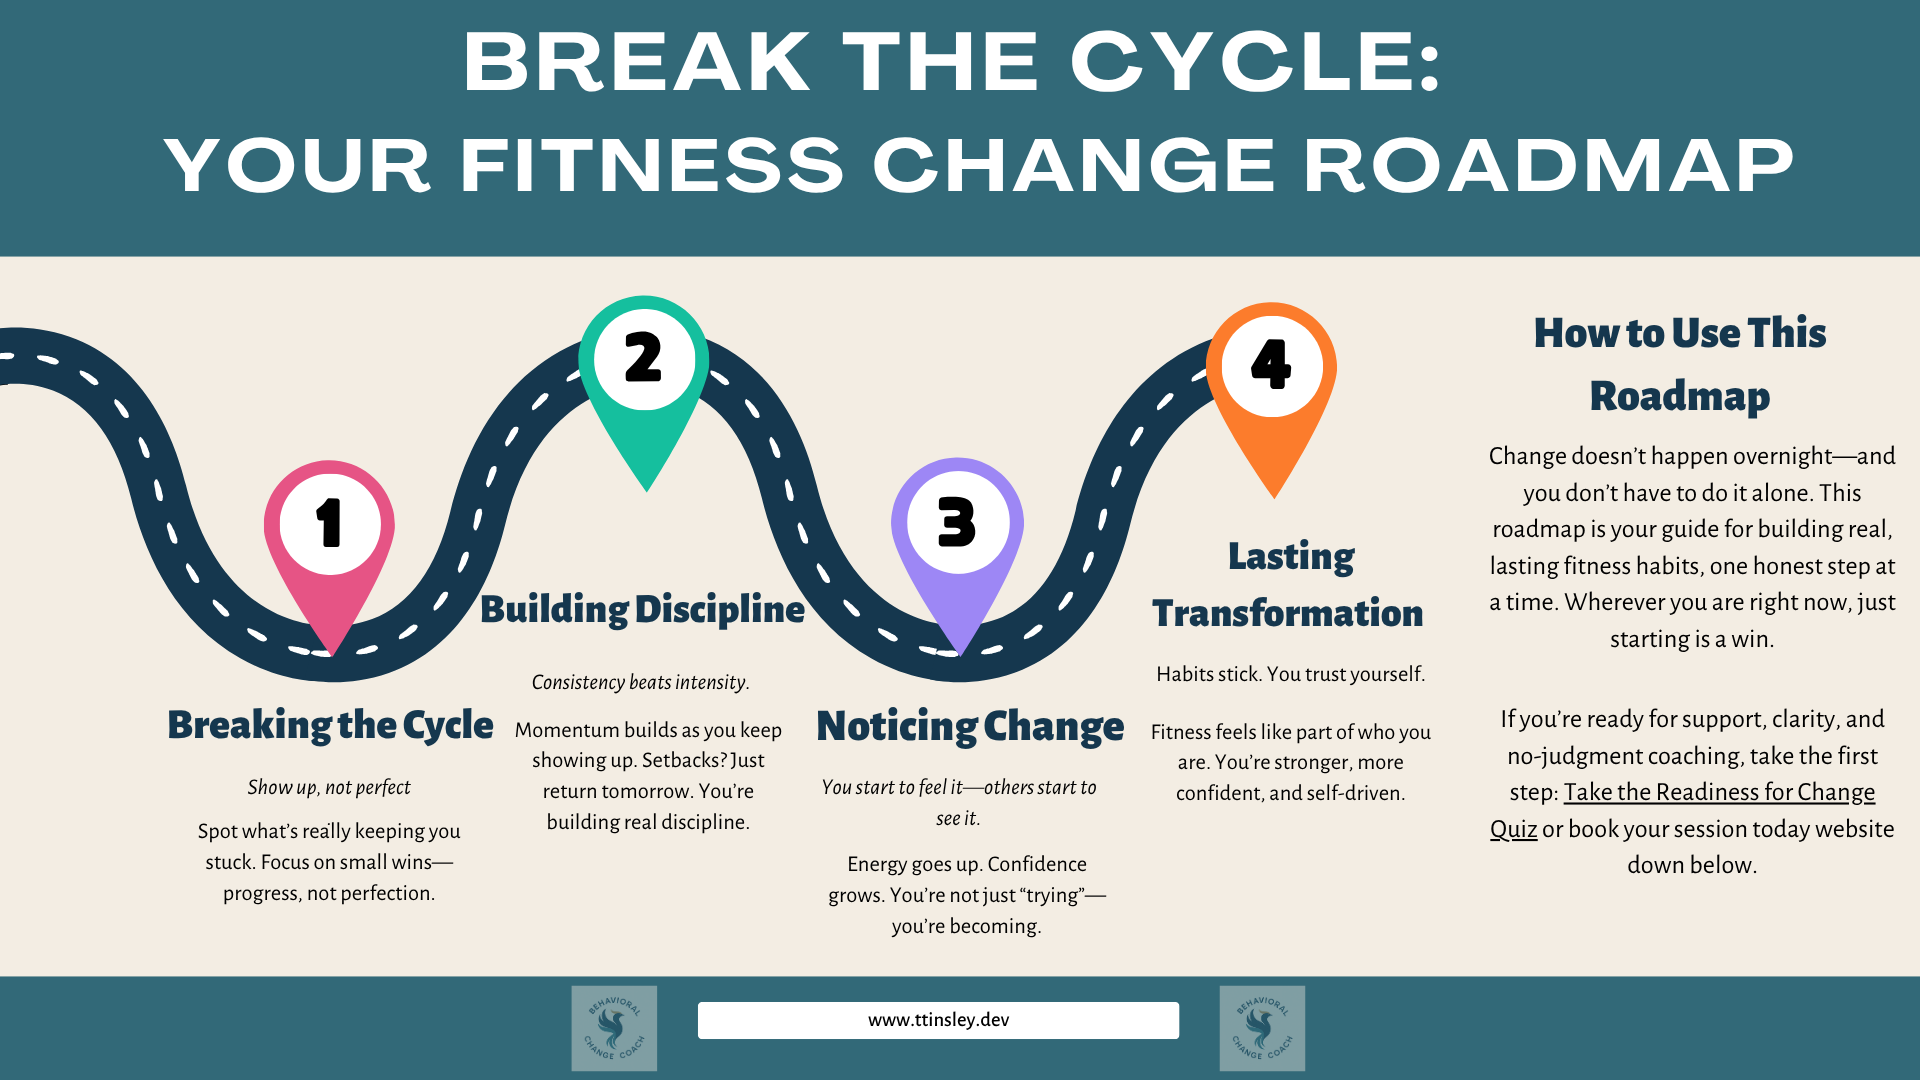 BREAK THE CYCLE:
YOUR FITNESS CHANGE ROADMAP
1
Breaking the Cycle
Show up, not perfect
Spot what’s really keeping you
stuck. Focus on small wins—
progress, not perfection.
2
Building Discipline
Consistency beats intensity.
Momentum builds as you keep
showing up. Setbacks? Just
return tomorrow. You’re
building real discipline.
3
Noticing Change
You start to feel it—others start to
see it.
Energy goes up. Confidence
grows. You’re not just “trying”—
you’re becoming.
4
Lasting
Transformation
Habits stick. You trust yourself.
Fitness feels like part of who you
are. You’re stronger, more
confident, and self-driven.
How to Use This
Roadmap
Change doesn’t happen overnight—and
you don’t have to do it alone. This
roadmap is your guide for building real,
lasting fitness habits, one honest step at
a time. Wherever you are right now, just
starting is a win.
If you’re ready for support, clarity, and
no-judgment coaching, take the first
step: Take the Readiness for Change
Quiz or book your session today website
down below.
BEHAVIORAL
CHANGE COACH
www.ttinsley.dev
BEHAVIORAL
CHANGE COACH